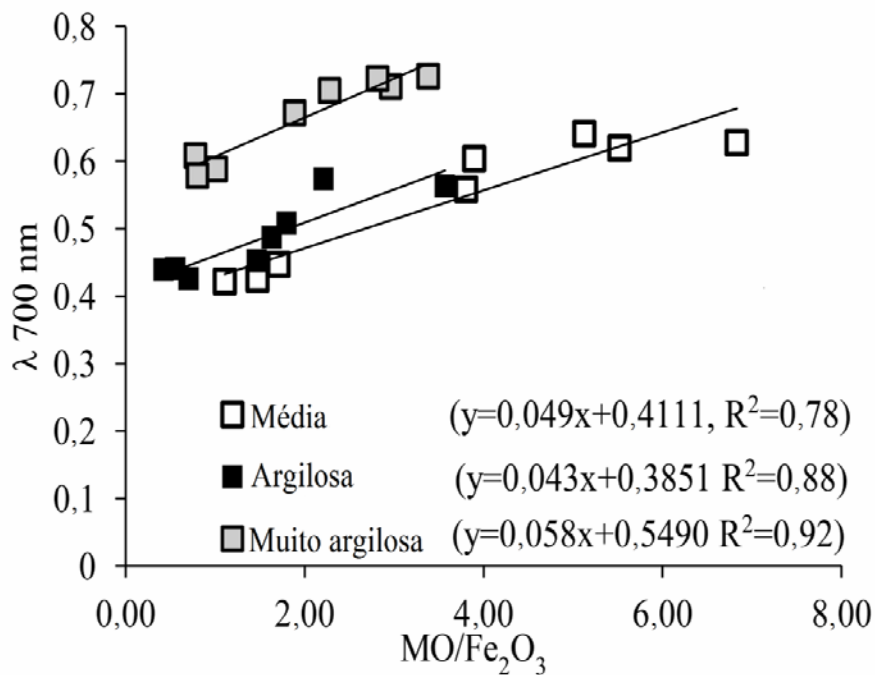 0,8
0,7
0,6
0,5
0,4
0,3
0,2
0,1
0
λ 700 nm
Média (y=0,049x+0,4111, R²=0,78)
Argilosa (y=0,043x+0,3851 R²=0,88)
Muito argilosa (y=0,058x+0,5490 R²=0,92)
0,00 2,00 4,00 6,00 8,00
MO/Fe₂O₃